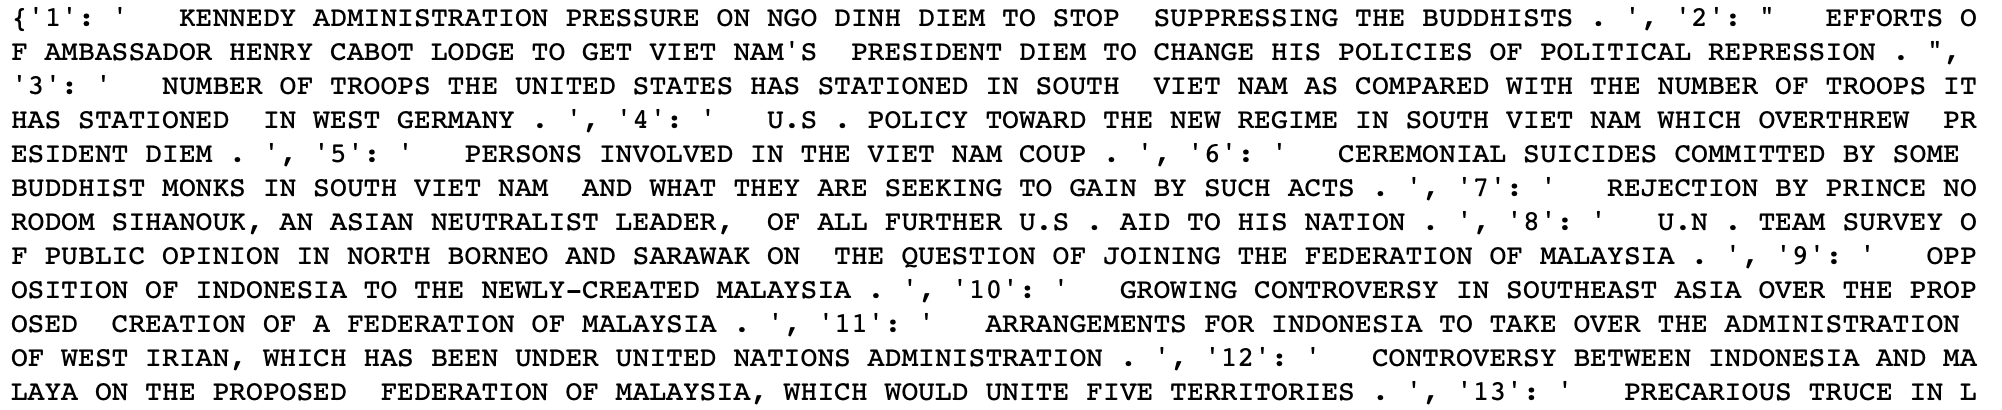 {'1': '   KENNEDY ADMINISTRATION PRESSURE ON NGO DINH DIEM TO STOP  SUPPRESSING THE BUDDHISTS . ', '2': "   EFFORTS O
F AMBASSADOR HENRY CABOT LODGE TO GET VIET NAM'S  PRESIDENT DIEM TO CHANGE HIS POLICIES OF POLITICAL REPRESSION . ",
'3': '   NUMBER OF TROOPS THE UNITED STATES HAS STATIONED IN SOUTH  VIET NAM AS COMPARED WITH THE NUMBER OF TROOPS IT
HAS STATIONED  IN WEST GERMANY . ', '4': '   U.S . POLICY TOWARD THE NEW REGIME IN SOUTH VIET NAM WHICH OVERTHREW  PR
ESIDENT DIEM . ', '5': '   PERSONS INVOLVED IN THE VIET NAM COUP . ', '6': '   CEREMONIAL SUICIDES COMMITTED BY SOME
BUDDHIST MONKS IN SOUTH VIET NAM  AND WHAT THEY ARE SEEKING TO GAIN BY SUCH ACTS . ', '7': '   REJECTION BY PRINCE NO
RODOM SIHANOUK, AN ASIAN NEUTRALIST LEADER,  OF ALL FURTHER U.S . AID TO HIS NATION . ', '8': '   U.N . TEAM SURVEY O
F PUBLIC OPINION IN NORTH BORNEO AND SARAWAK ON  THE QUESTION OF JOINING THE FEDERATION OF MALAYSIA . ', '9': '   OPP
OSITION OF INDONESIA TO THE NEWLY-CREATED MALAYSIA . ', '10': '   GROWING CONTROVERSY IN SOUTHEAST ASIA OVER THE PROP
OSED  CREATION OF A FEDERATION OF MALAYSIA . ', '11': '   ARRANGEMENTS FOR INDONESIA TO TAKE OVER THE ADMINISTRATION
OF WEST IRIAN, WHICH HAS BEEN UNDER UNITED NATIONS ADMINISTRATION . ', '12': '   CONTROVERSY BETWEEN INDONESIA AND MA
LAYA ON THE PROPOSED  FEDERATION OF MALAYSIA, WHICH WOULD UNITE FIVE TERRITORIES . ', '13': '   PRECARIOUS TRUCE IN L